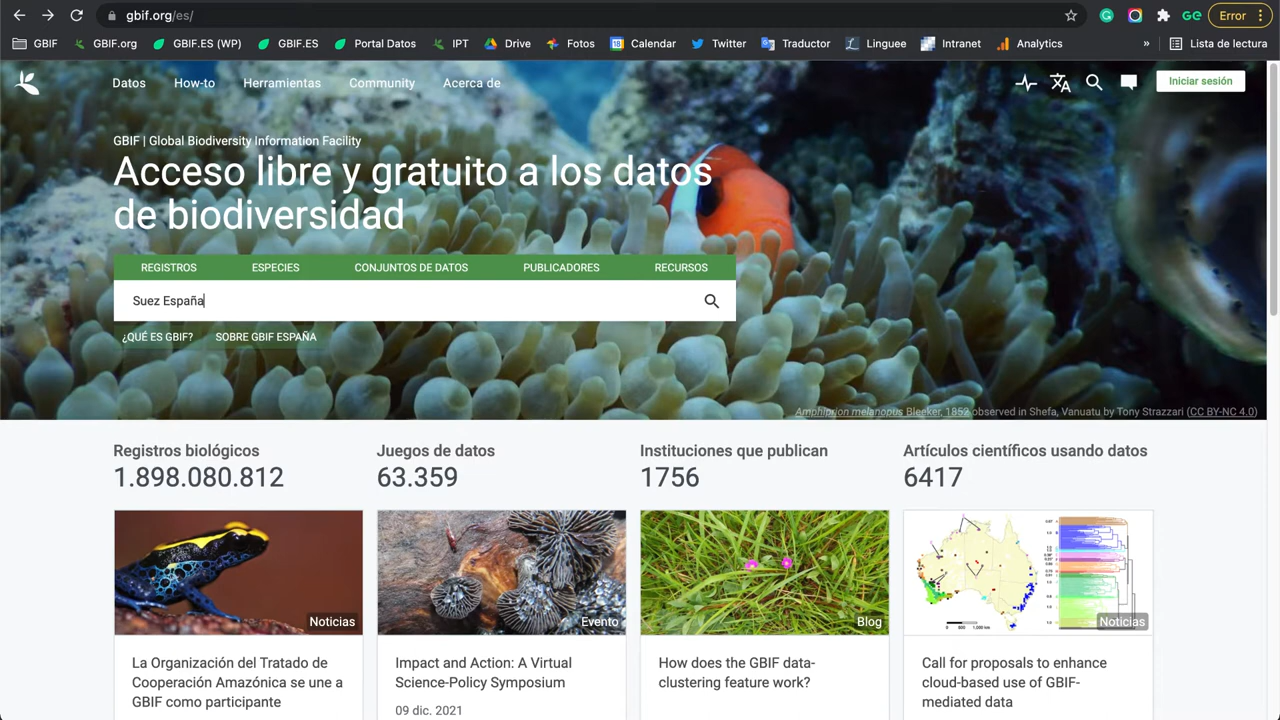 gbif.org/es/
Error
GBIF
GBIF.org
GBIF.ES (WP)
GBIF.ES
Portal Datos
IPT
Drive
Fotos
18
Calendar
Twitter
Traductor
Linguee
Intranet
Analytics
»
Lista de lectura
Datos
How-to
Herramientas
Community
Acerca de
Iniciar sesión
GBIF | Global Biodiversity Information Facility
Acceso libre y gratuito a los datos
de biodiversidad
REGISTROS
ESPECIES
CONJUNTOS DE DATOS
PUBLICADORES
RECURSOS
Suez España
¿QUÉ ES GBIF?
SOBRE GBIF ESPAÑA
Amphiprion melanopus Bleeker, 1852 observed in Shefa, Vanuatu by Tony Strazzari (CC BY-NC 4.0)
Registros biológicos
1.898.080.812
Juegos de datos
63.359
Instituciones que publican
1756
Artículos científicos usando datos
6417
Noticias
Evento
Blog
Noticias
La Organización del Tratado de
Cooperación Amazónica se une a
GBIF como participante
Impact and Action: A Virtual
Science-Policy Symposium
09 dic. 2021
How does the GBIF data-
clustering feature work?
Call for proposals to enhance
cloud-based use of GBIF-
mediated data